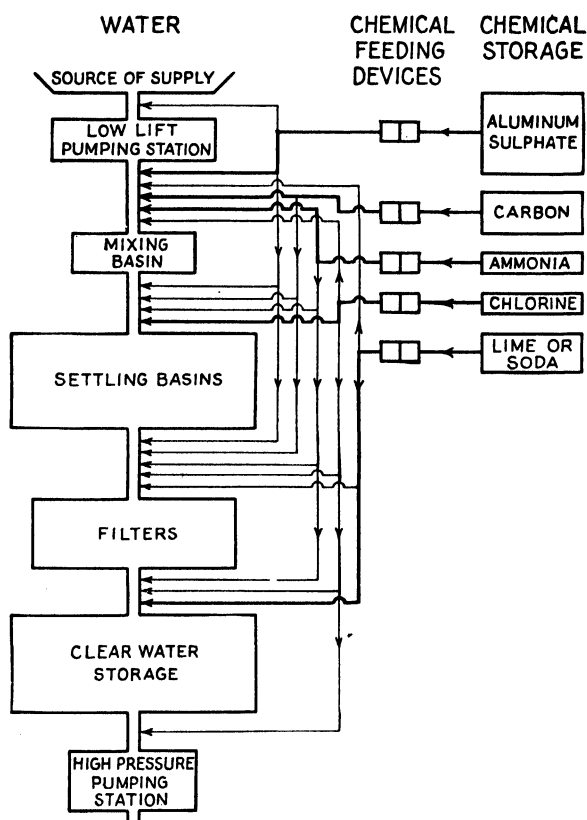 WATER
CHEMICAL
FEEDING
DEVICES
CHEMICAL
STORAGE
SOURCE OF SUPPLY
LOW LIFT
PUMPING STATION
MIXING
BASIN
SETTLING BASINS
FILTERS
CLEAR WATER
STORAGE
HIGH PRESSURE
PUMPING
STATION
ALUMINUM
SULPHATE
CARBON
AMMONIA
CHLORINE
LIME OR
SODA